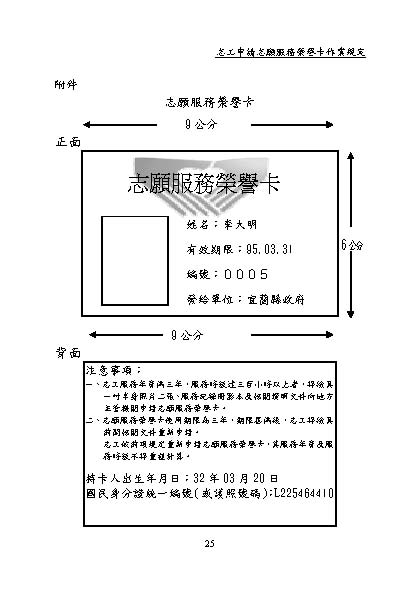 志工申請志願服務榮譽卡作業規定
附件
志願服務榮譽卡
9公分
正面
志願服務榮譽卡
姓名：李大明
有效期限：95.03.31
6公分
編號：０００５
發給單位：宜蘭縣政府
9公分
背面
注意事項：
一、志工服務年資滿三年，服務時數達三百小時以上者，得檢具
一吋半身照片二張、服務紀錄冊影本及相關證明文件向地方
主管機關申請志願服務榮譽卡。
二、志願服務榮譽卡使用期限為三年，期限屆滿後，志工得檢具
前開相關文件重新申請。
志工依前項規定重新申請志願服務榮譽卡，其服務年資及服
務時數不得重複計算。
持卡人出生年月日：32 年 03 月 20 日
國民身分證統一編號(或護照號碼):L225464410
25